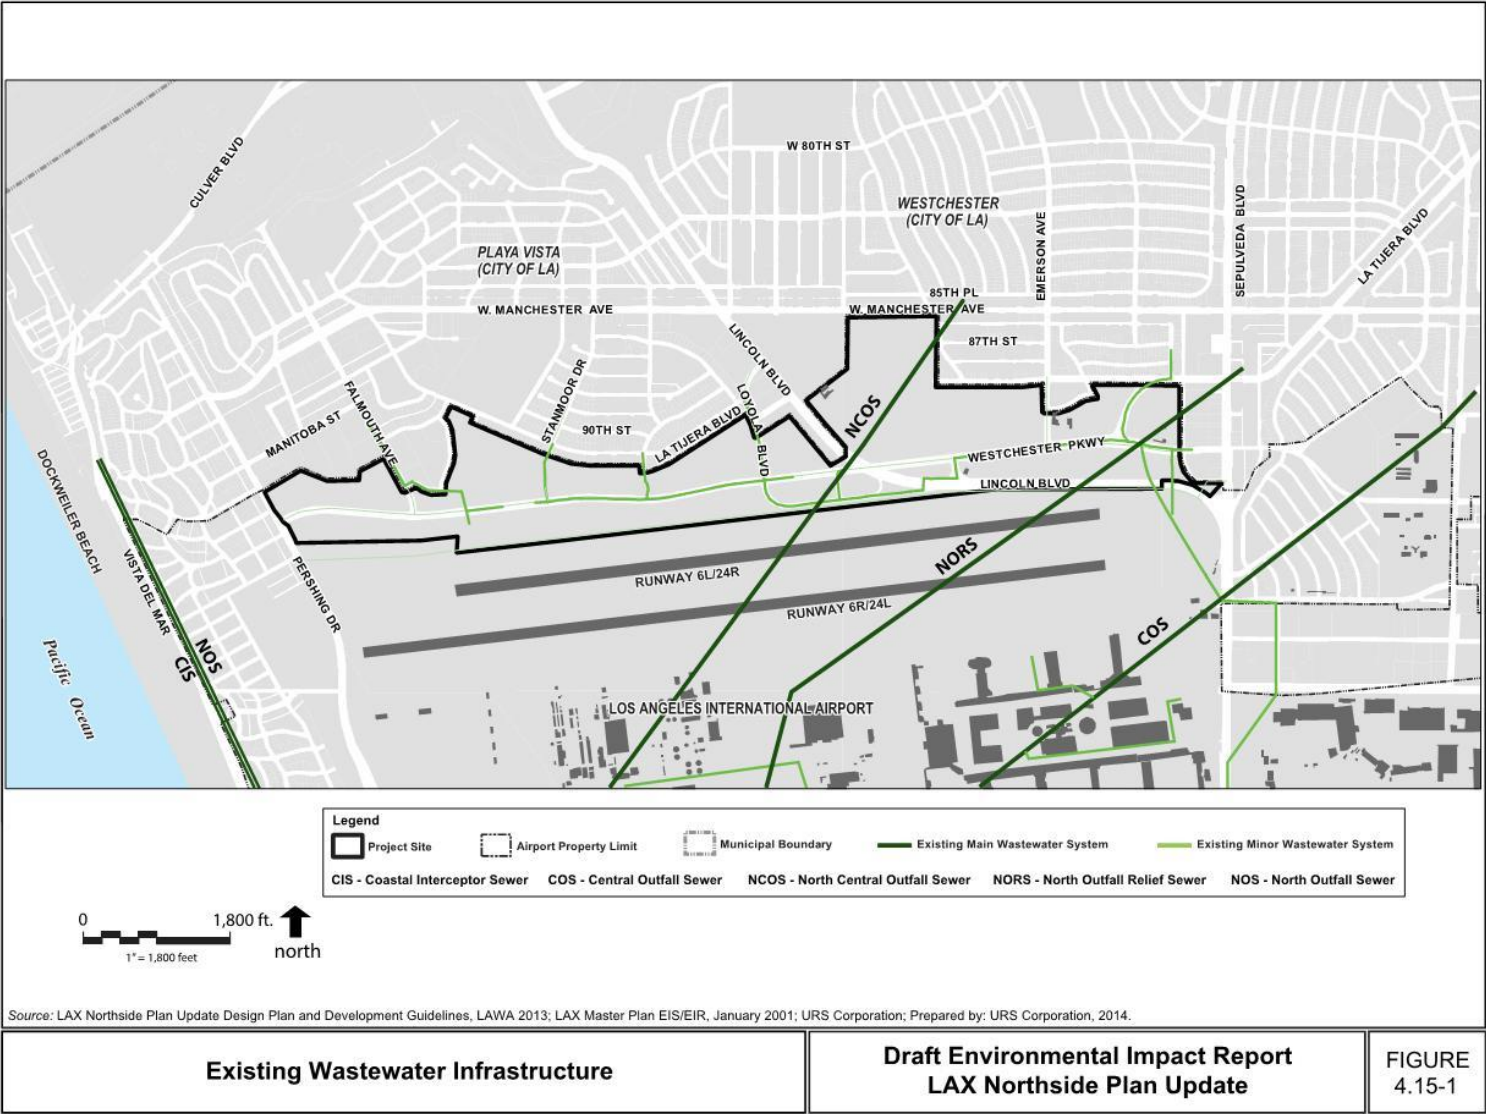 W 80TH ST
CULVER BLVD
WESTCHESTER
(CITY OF LA)
EMERSON AVE
SEPULVEDA BLVD
LA TIJERA BLVD
PLAYA VISTA
(CITY OF LA)
85TH PL
W. MANCHESTER AVE
W. MANCHESTER AVE
87TH ST
LINCOLN BLVD
STANMOOR DR
FALMOUTH AVE
LOYOLA BLVD
MANITOBA ST
90TH ST
LA TIJERA BLVD
NCOS
WESTCHESTER PKWY
LINCOLN BLVD
DOCKWEILER BEACH
VISTA DEL MAR
PERSHING DR
RUNWAY 6L/24R
NORS
RUNWAY 6R/24L
COS
NOS
CIS
Pacific Ocean
LOS ANGELES INTERNATIONAL AIRPORT
Legend
Project Site
Airport Property Limit
Municipal Boundary
Existing Main Wastewater System
Existing Minor Wastewater System
CIS - Coastal Interceptor Sewer COS - Central Outfall Sewer NCOS - North Central Outfall Sewer NORS - North Outfall Relief Sewer NOS - North Outfall Sewer
0 1,800 ft.
1" = 1,800 feet
north
Source: LAX Northside Plan Update Design Plan and Development Guidelines, LAWA 2013; LAX Master Plan EIS/EIR, January 2001; URS Corporation; Prepared by: URS Corporation, 2014.
Existing Wastewater Infrastructure
Draft Environmental Impact Report
LAX Northside Plan Update
FIGURE
4.15-1